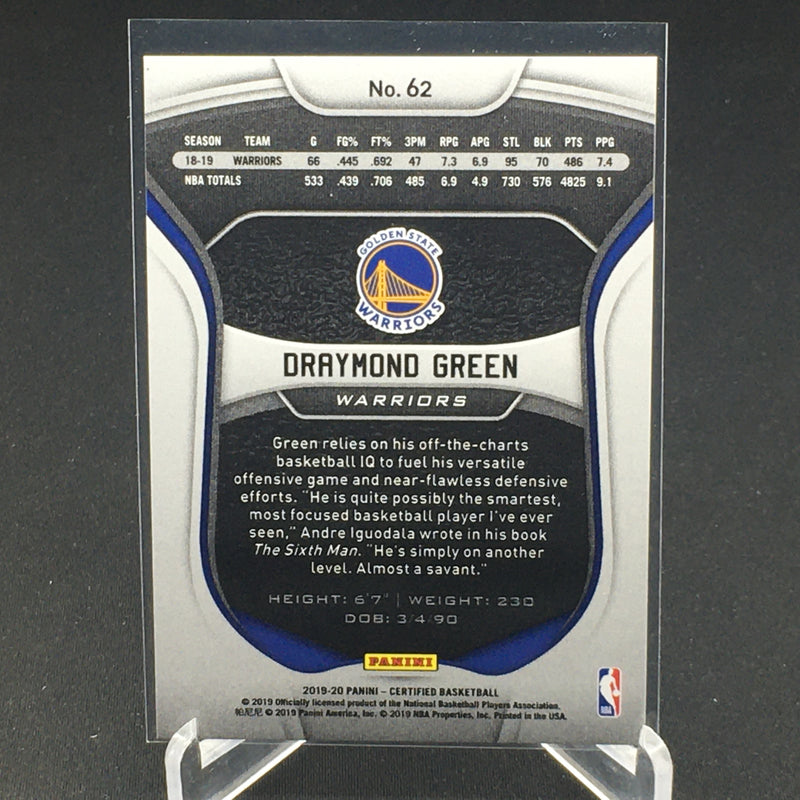 No. 62
SEASON TEAM G FG% FT% 3PM RPG APG STL BLK PTS PPG
18-19 WARRIORS 66 .445 .692 47 7.3 6.9 95 70 486 7.4
NBA TOTALS 533 .439 .706 485 6.9 4.9 730 576 4825 9.1
GOLDEN STATE
WARRIORS
DRAYMOND GREEN
WARRIORS
Green relies on his off-the-charts
basketball IQ to fuel his versatile
offensive game and near-flawless defensive
efforts. "He is quite possibly the smartest,
most focused basketball player I've ever
seen," Andre Iguodala wrote in his book
The Sixth Man. "He's simply on another
level. Almost a savant."
HEIGHT: 6'7" | WEIGHT: 230
DOB: 3/4/90
PANINI
2019-20 PANINI – CERTIFIED BASKETBALL
© 2019 Officially licensed product of the National Basketball Players Association.
帕尼尼 © 2019 Panini America, Inc. © 2019 NBA Properties, Inc. Printed in the USA.
NBA